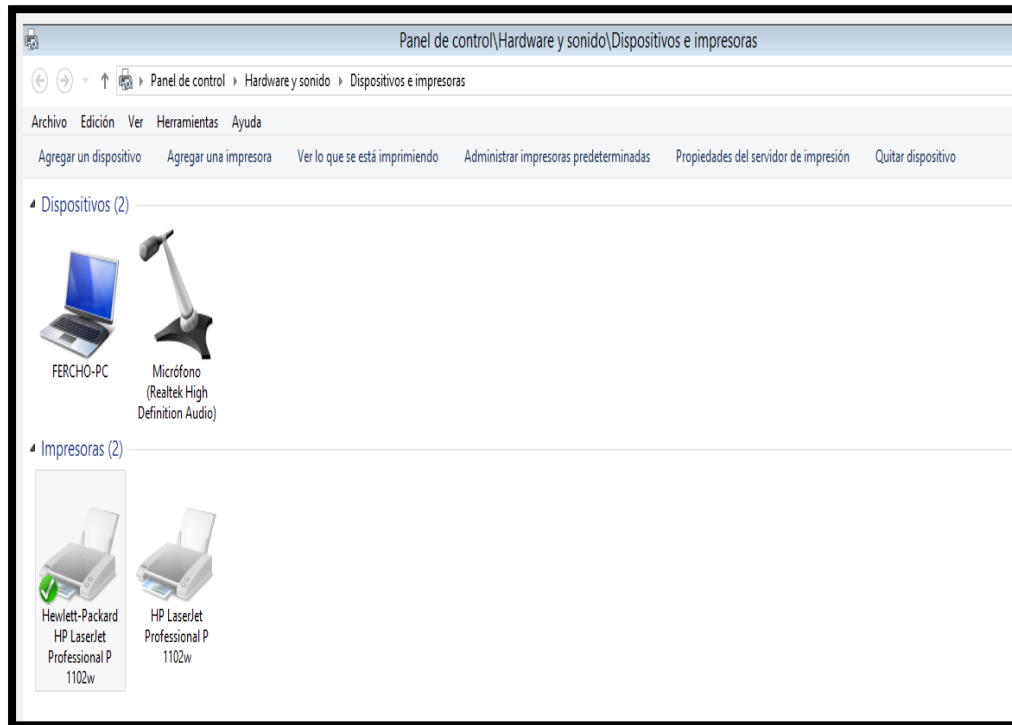 Panel de control\Hardware y sonido\Dispositivos e impresoras
Panel de control Hardware y sonido Dispositivos e impresoras
Archivo Edición Ver Herramientas Ayuda
Agregar un dispositivo Agregar una impresora Ver lo que se está imprimiendo Administrar impresoras predeterminadas Propiedades del servidor de impresión Quitar dispositivo
Dispositivos (2)
FERCHO-PC
Micrófono
(Realtek High
Definition Audio)
Impresoras (2)
Hewlett-Packard
HP LaserJet
Professional P
1102w
HP LaserJet
Professional P
1102w